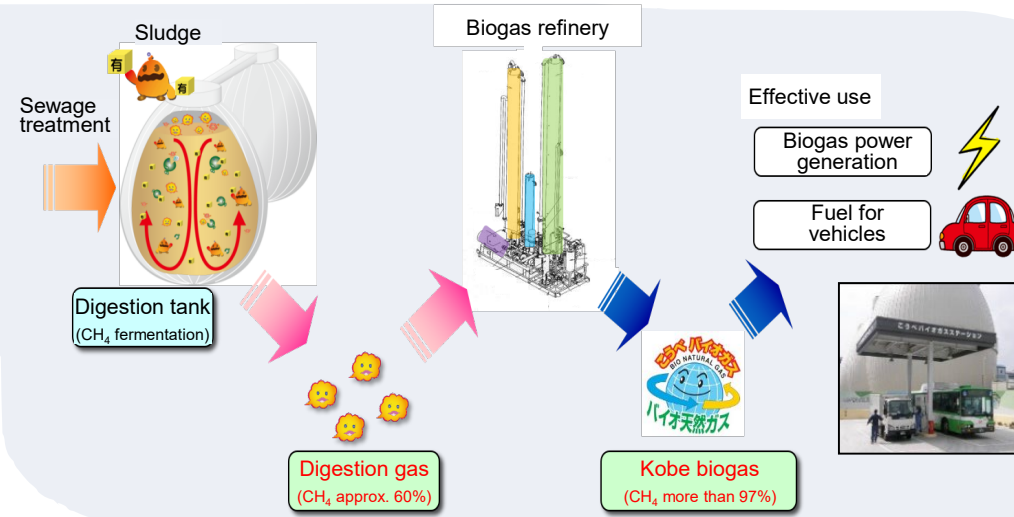 Sludge
有
有
Sewage
treatment
Digestion tank
(CH₄ fermentation)
Digestion gas
(CH₄ approx. 60%)
Biogas refinery
こうべバイオガス
BIO NATURAL GAS
バイオ天然ガス
Kobe biogas
(CH₄ more than 97%)
Effective use
Biogas power
generation
Fuel for
vehicles
こうべバイオガスステーション